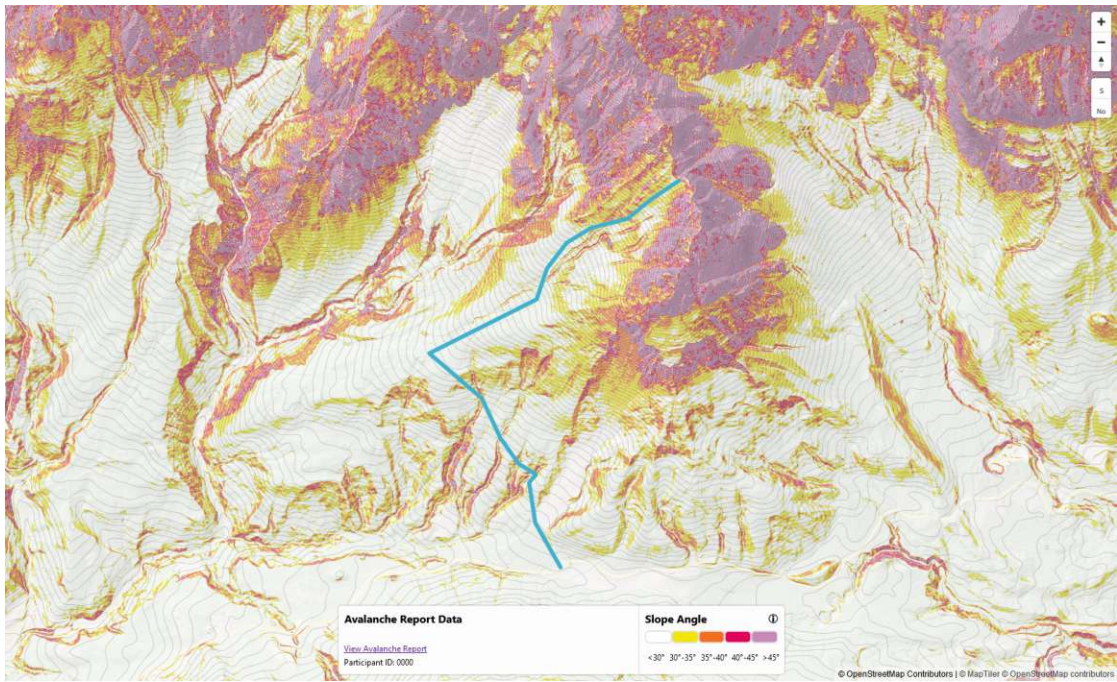 +
−
S
No
Avalanche Report Data
View Avalanche Report
Participant ID: 0000
Slope Angle
<30° 30°-35° 35°-40° 40°-45° >45°
© OpenStreetMap Contributors | © MapTiler © OpenStreetMap contributors